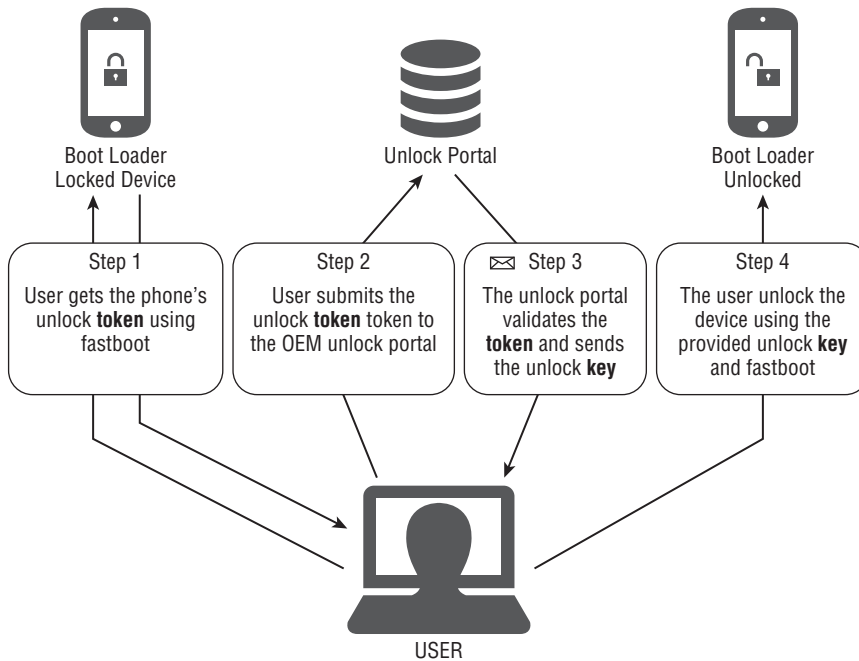 Boot Loader
Locked Device
Unlock Portal
Boot Loader
Unlocked
Step 1
User gets the phone's
unlock token using
fastboot
Step 2
User submits the
unlock token token to
the OEM unlock portal
Step 3
The unlock portal
validates the
token and sends
the unlock key
Step 4
The user unlock the
device using the
provided unlock key
and fastboot
USER